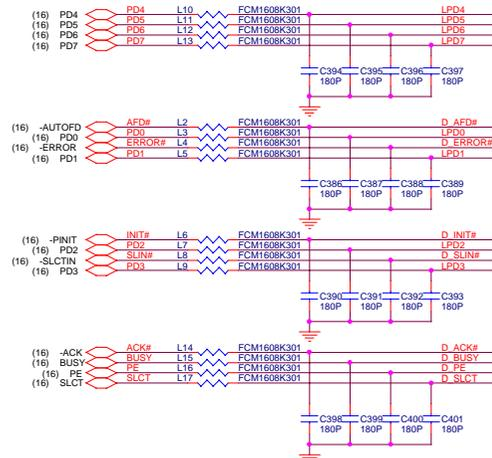 (16) PD4 PD4 L10 FCM1608K301 LPD4
(16) PD5 PD5 L11 FCM1608K301 LPD5
(16) PD6 PD6 L12 FCM1608K301 LPD6
(16) PD7 PD7 L13 FCM1608K301 LPD7
C394 C395 C396 C397
180P 180P 180P 180P
(16) -AUTOFD AFD# L2 FCM1608K301 D_AFD#
(16) PD0 PD0 L3 FCM1608K301 LPD0
(16) -ERROR ERROR# L4 FCM1608K301 D_ERROR#
(16) PD1 PD1 L5 FCM1608K301 LPD1
C386 C387 C388 C389
180P 180P 180P 180P
(16) -PINIT INIT# L6 FCM1608K301 D_INIT#
(16) PD2 PD2 L7 FCM1608K301 LPD2
(16) -SLCTIN SLIN# L8 FCM1608K301 D_SLIN#
(16) PD3 PD3 L9 FCM1608K301 LPD3
C390 C391 C392 C393
180P 180P 180P 180P
(16) -ACK ACK# L14 FCM1608K301 D_ACK#
(16) BUSY BUSY L15 FCM1608K301 D_BUSY
(16) PE PE L16 FCM1608K301 D_PE
(16) SLCT SLCT L17 FCM1608K301 D_SLCT
C398 C399 C400 C401
180P 180P 180P 180P